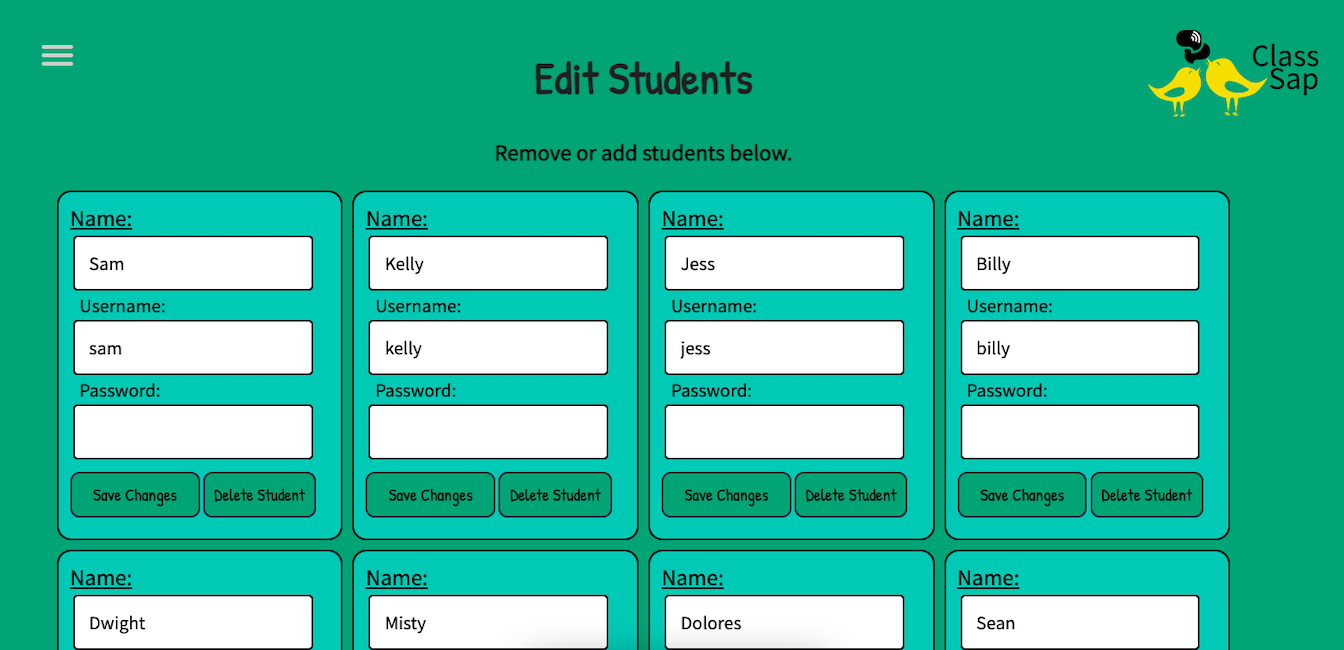 Class
Sap
Edit Students
Remove or add students below.
Name: Name: Name: Name:
Sam Kelly Jess Billy
Username: Username: Username: Username:
sam kelly jess billy
Password: Password: Password: Password:
Save Changes Delete Student Save Changes Delete Student Save Changes Delete Student Save Changes Delete Student
Name: Name: Name: Name:
Dwight Misty Dolores Sean